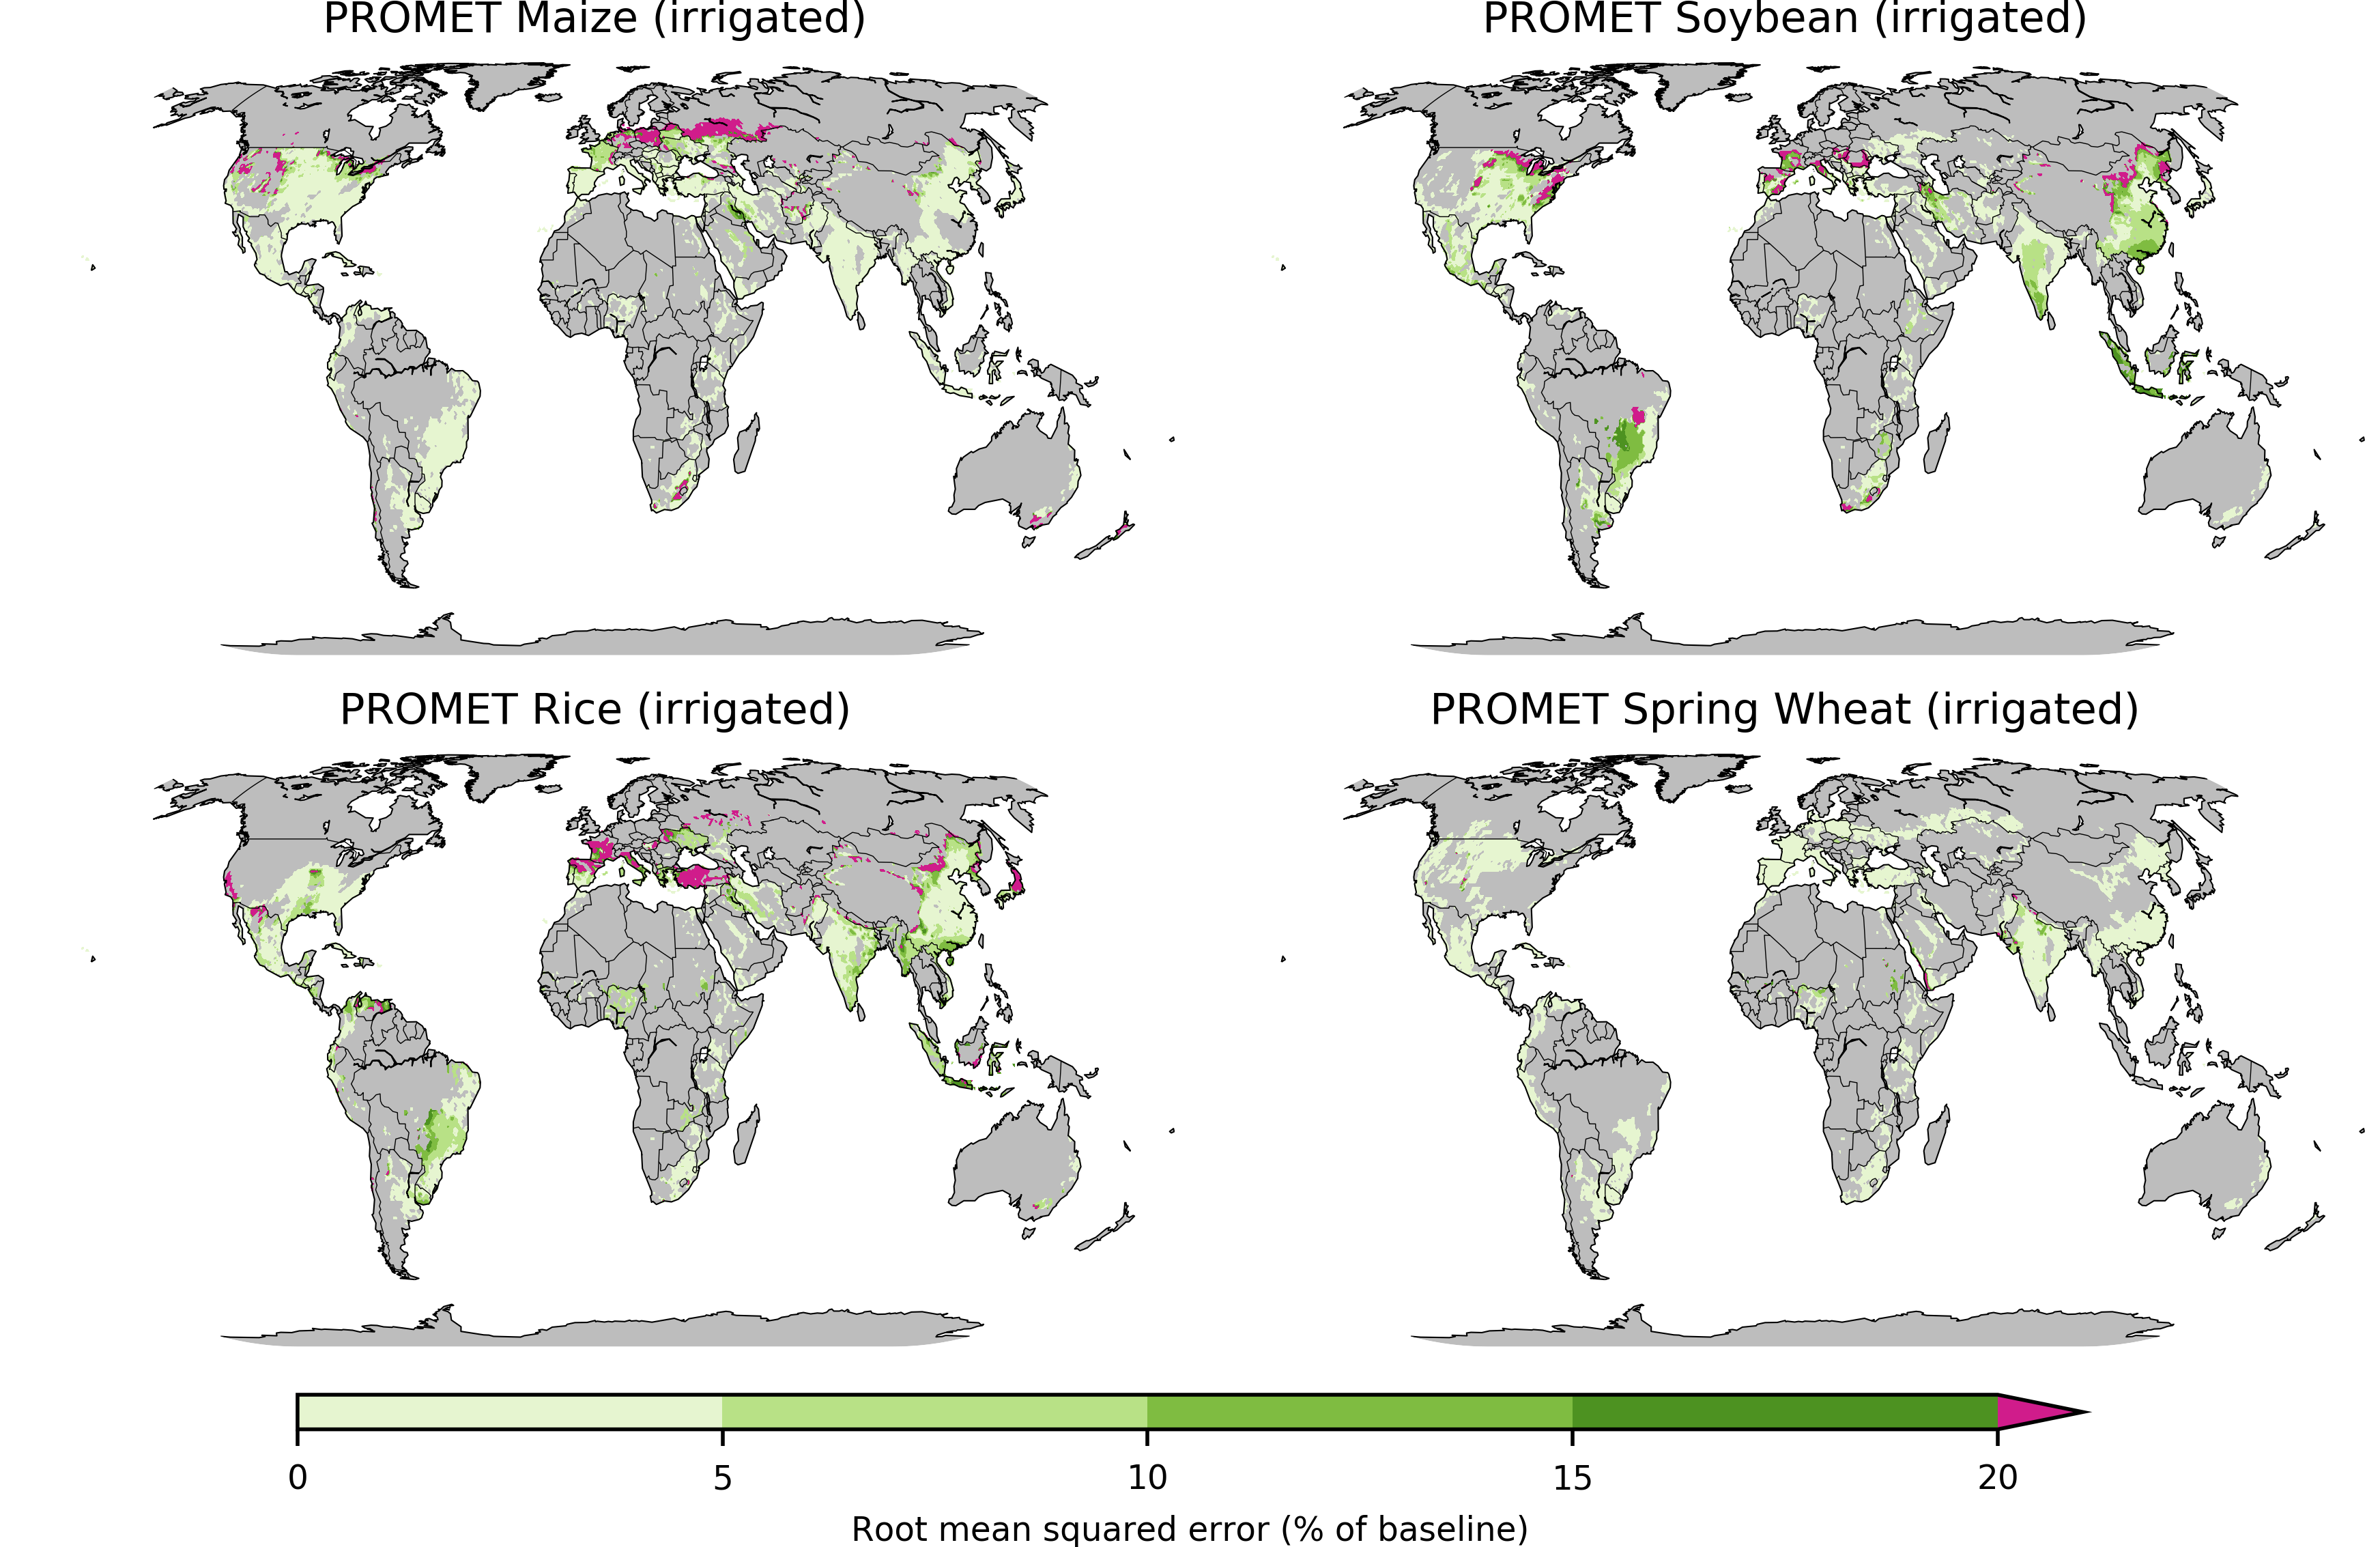 PROMET Maize (irrigated)
PROMET Soybean (irrigated)
PROMET Rice (irrigated)
PROMET Spring Wheat (irrigated)
0 5 10 15 20
Root mean squared error (% of baseline)